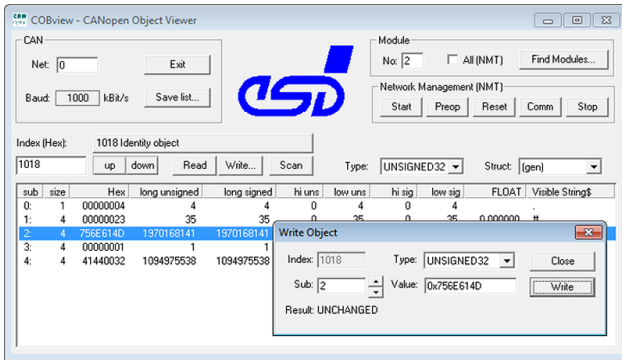 CAN COBview - CANopen Object Viewer
CAN
Net: 0 Exit
Baud: 1000 kBit/s Save list...
esd
Module
No: 2 All (NMT) Find Modules...
Network Management (NMT)
Start Preop Reset Comm Stop
Index (Hex): 1018 Identity object
1018 up down Read Write... Scan Type: UNSIGNED32 Struct: (gen)
sub size Hex long unsigned long signed hi uns low uns hi sig low sig FLOAT Visible String$
0: 1 00000004 4 4 0 4 0 4 .
1: 4 00000023 35 35 0 35 0 35 0.000000 #
2: 4 756E614D 1970168141 1970168141
3: 4 00000001 1 1
4: 4 41440032 1094975538 1094975538
Write Object
Index: 1018 Type: UNSIGNED32 Close
Sub: 2 Value: 0x756E614D Write
Result: UNCHANGED